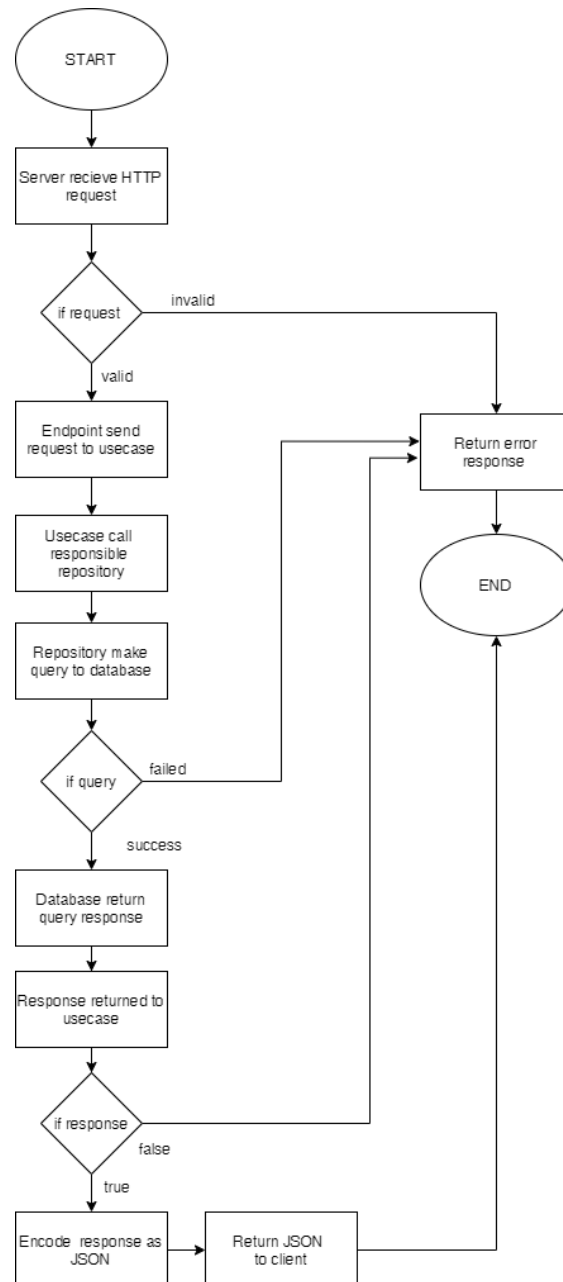 START
Server recieve HTTP
request
if request
invalid
valid
Endpoint send
request to usecase
Return error
response
Usecase call
responsible
repository
END
Repository make
query to database
if query
failed
success
Database return
query response
Response returned to
usecase
if response
false
true
Encode response as
JSON
Return JSON
to client